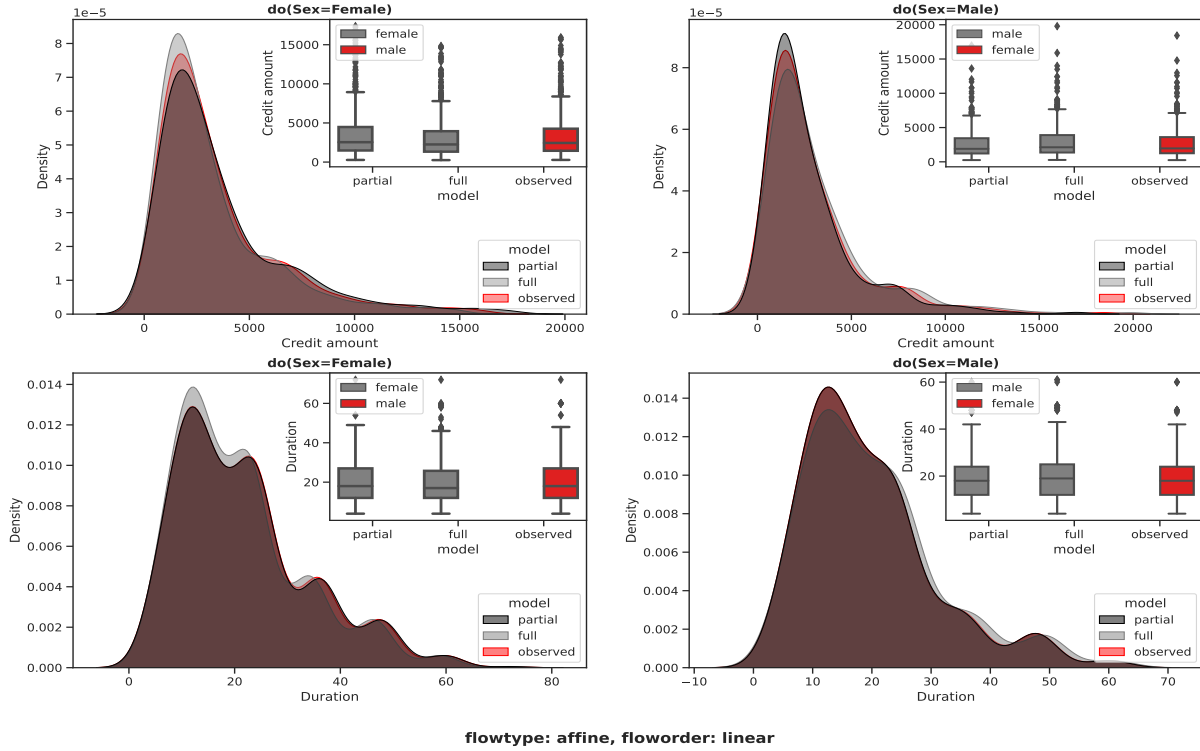 do(Sex=Female)
1e−5
8
7
6
5
4
3
2
1
0
Density
0
5000
10000
15000
20000
Credit amount
female
male
15000
10000
5000
0
Credit amount
partial
full
observed
model
model
partial
full
observed
do(Sex=Male)
1e−5
8
6
4
2
0
Density
0
5000
10000
15000
20000
Credit amount
male
female
20000
15000
10000
5000
0
Credit amount
partial
full
observed
model
model
partial
full
observed
do(Sex=Female)
0.014
0.012
0.010
0.008
0.006
0.004
0.002
0.000
Density
0
20
40
60
80
Duration
female
male
60
40
20
Duration
partial
full
observed
model
model
partial
full
observed
do(Sex=Male)
0.014
0.012
0.010
0.008
0.006
0.004
0.002
0.000
Density
−10
0
10
20
30
40
50
60
70
Duration
male
female
60
40
20
Duration
partial
full
observed
model
model
partial
full
observed
flowtype: affine, floworder: linear